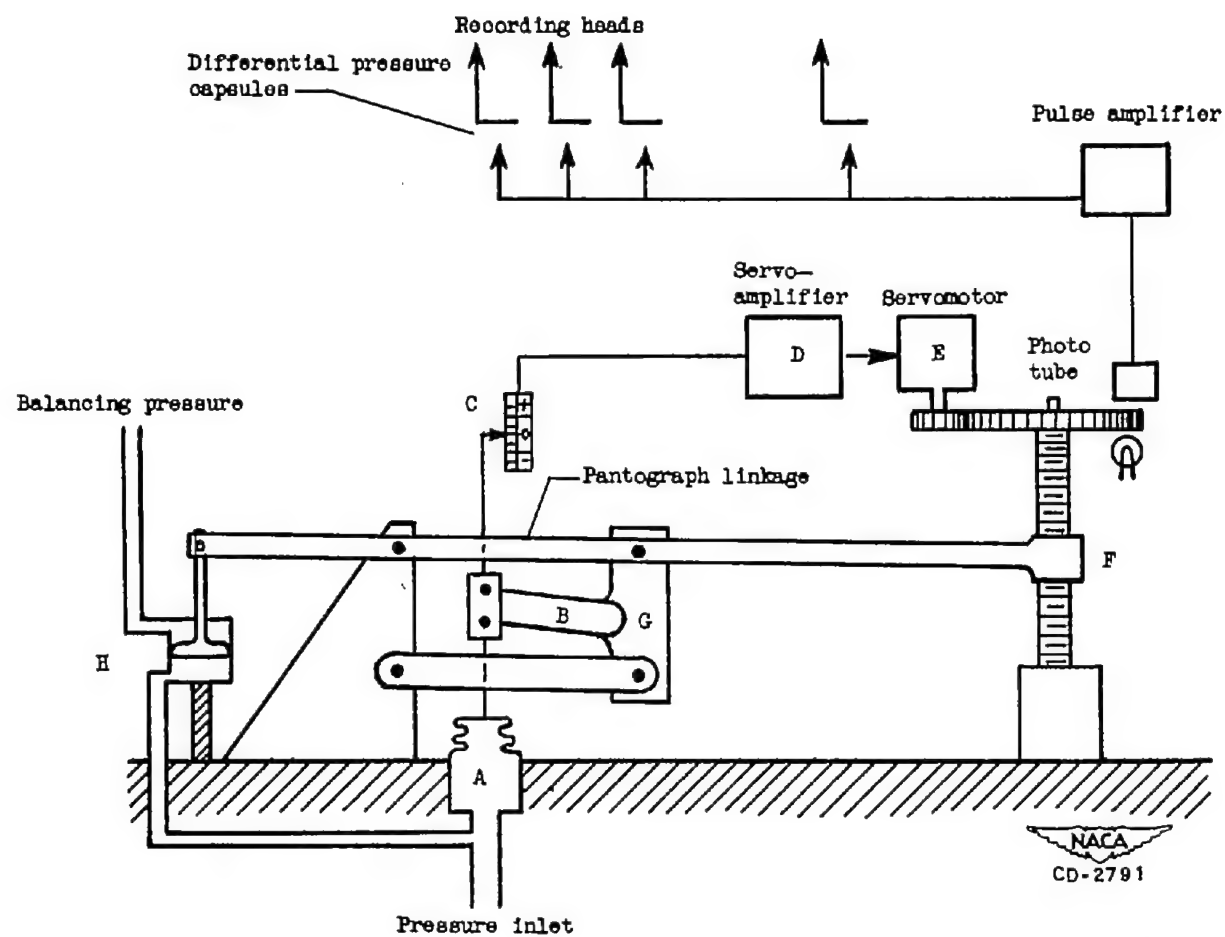 Recording heads
Differential pressure
capsules
Pulse amplifier
Servo-
amplifier
Servomotor
D
E
Photo
tube
C
+
0
-
Balancing pressure
Pantograph linkage
F
B
G
H
A
NACA
CD-2791
Pressure inlet